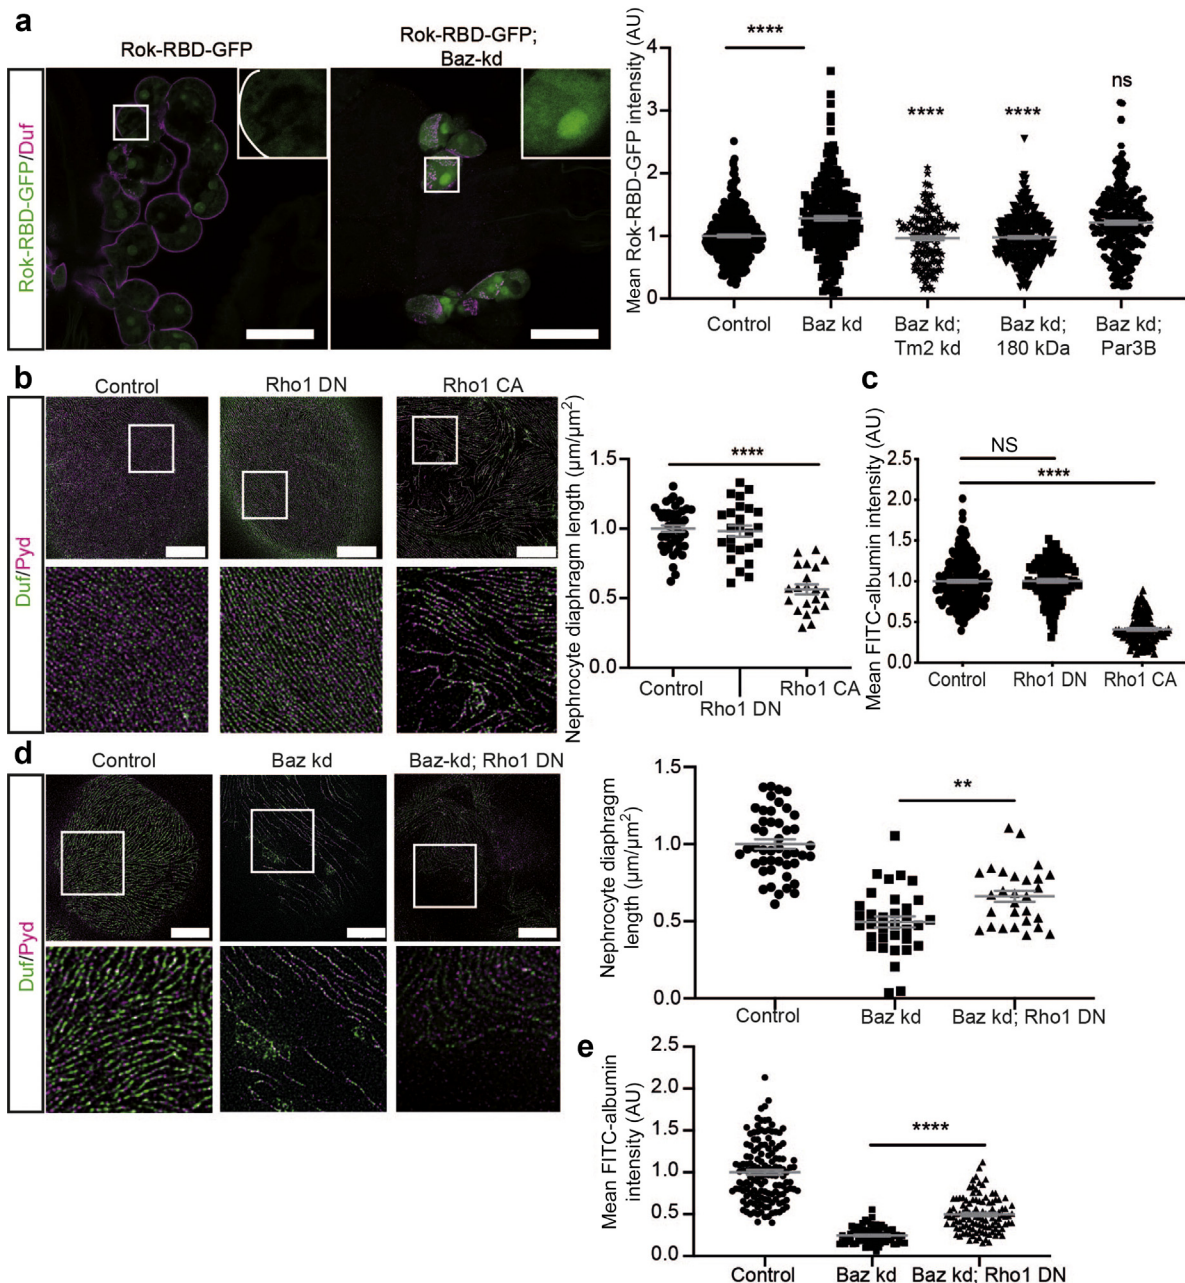 a
Rok-RBD-GFP
Rok-RBD-GFP;
Baz-kd
Rok-RBD-GFP/Duf
Mean Rok-RBD-GFP intensity (AU)
4
3
2
1
0
****
****
****
ns
Control
Baz kd
Baz kd;
Tm2 kd
Baz kd;
180 kDa
Baz kd;
Par3B
b
Control
Rho1 DN
Rho1 CA
Duf/Pyd
Nephrocyte diaphragm length (µm/µm²)
1.5
1.0
0.5
0.0
****
Control
Rho1 DN
Rho1 CA
c
Mean FITC-albumin intensity (AU)
2.5
2.0
1.5
1.0
0.5
0.0
NS
****
Control
Rho1 DN
Rho1 CA
d
Control
Baz kd
Baz-kd; Rho1 DN
Duf/Pyd
Nephrocyte diaphragm
length (µm/µm²)
1.5
1.0
0.5
0.0
**
Control
Baz kd
Baz kd; Rho1 DN
e
Mean FITC-albumin
intensity (AU)
2.5
2.0
1.5
1.0
0.5
0.0
****
Control
Baz kd
Baz kd; Rho1 DN